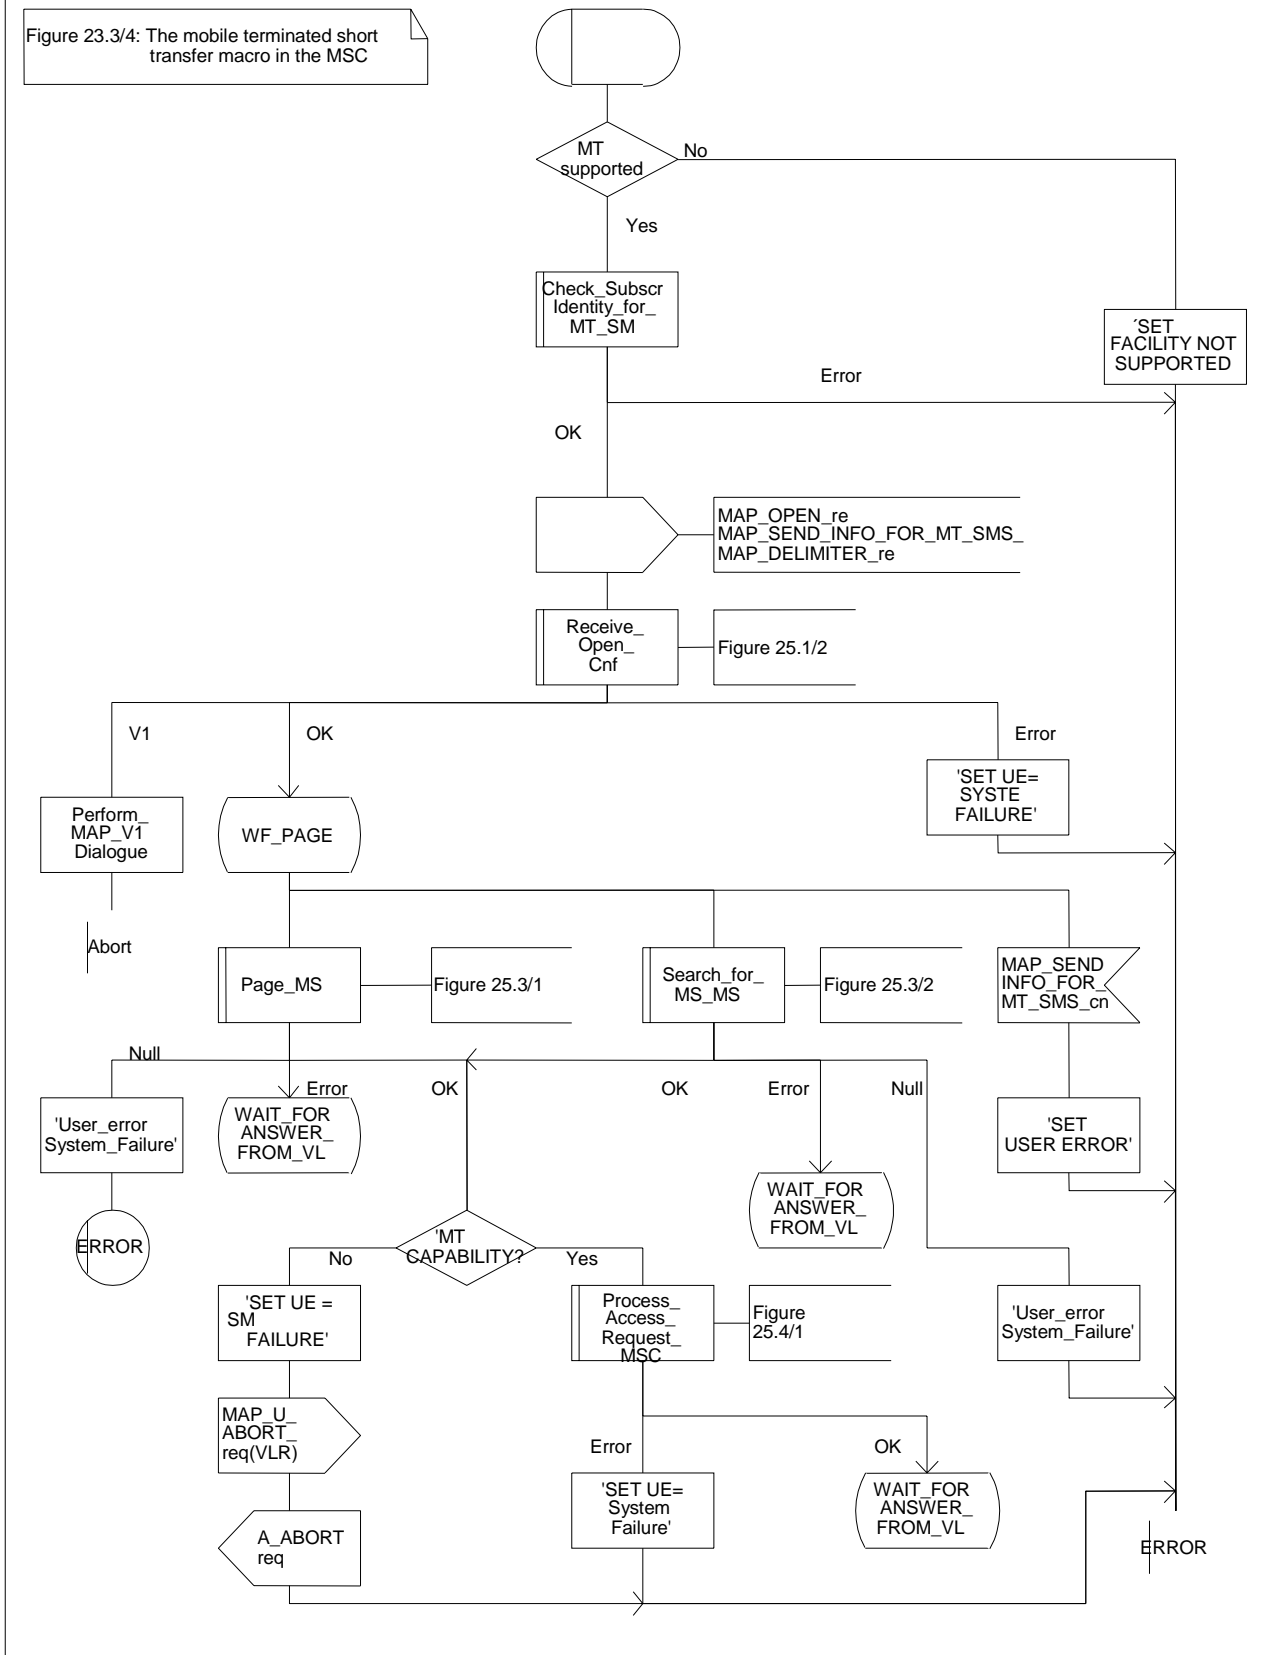 Figure 23.3/4: The mobile terminated short
transfer macro in the MSC
MT
supported
No
Yes
Check_Subscr
Identity_for_
MT_SM
´SET
FACILITY NOT
SUPPORTED
Error
OK
MAP_OPEN_re
MAP_SEND_INFO_FOR_MT_SMS_
MAP_DELIMITER_re
Receive_
Open_
Cnf
Figure 25.1/2
V1
OK
Error
'SET UE=
SYSTE
FAILURE'
Perform_
MAP_V1
Dialogue
WF_PAGE
Abort
Page_MS
Figure 25.3/1
Search_for_
MS_MS
Figure 25.3/2
MAP_SEND
INFO_FOR_
MT_SMS_cn
Null
Error
OK
OK
Error
Null
'User_error
System_Failure'
WAIT_FOR
ANSWER_
FROM_VL
'SET
USER ERROR'
WAIT_FOR
ANSWER_
FROM_VL
ERROR
'MT
CAPABILITY?
No
Yes
'SET UE =
SM
FAILURE'
Process_
Access_
Request_
MSC
Figure
25.4/1
'User_error
System_Failure'
MAP_U_
ABORT_
req(VLR)
Error
OK
'SET UE=
System
Failure'
WAIT_FOR
ANSWER_
FROM_VL
A_ABORT
req
ERROR